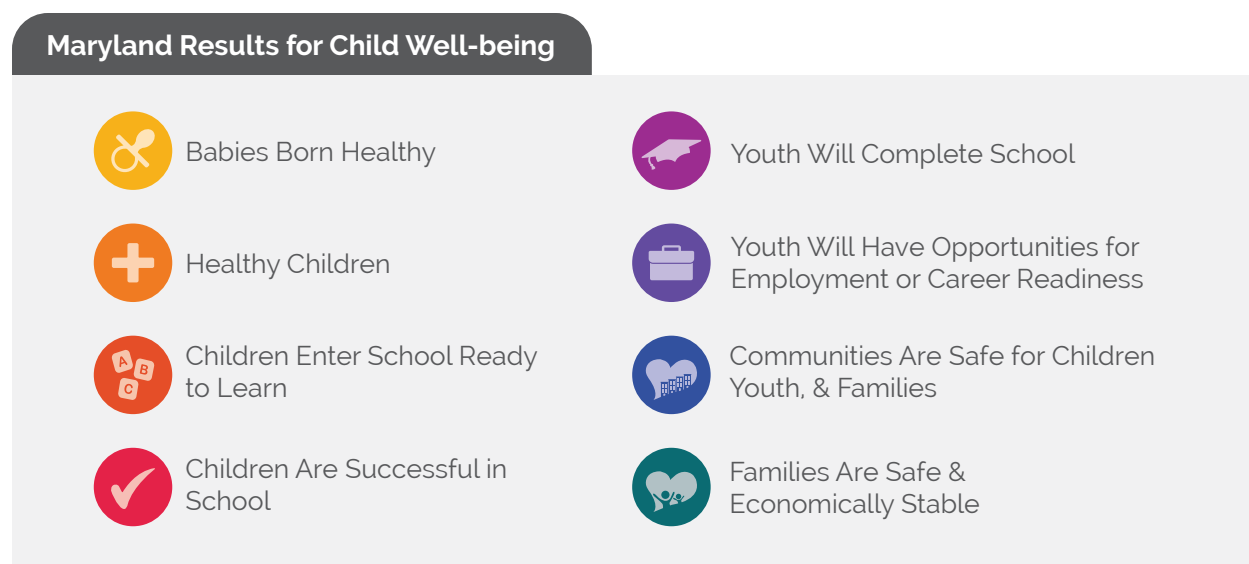 Maryland Results for Child Well-being
Babies Born Healthy
Healthy Children
A
B
C
Children Enter School Ready
to Learn
Children Are Successful in
School
Youth Will Complete School
Youth Will Have Opportunities for
Employment or Career Readiness
Communities Are Safe for Children
Youth, & Families
Families Are Safe &
Economically Stable